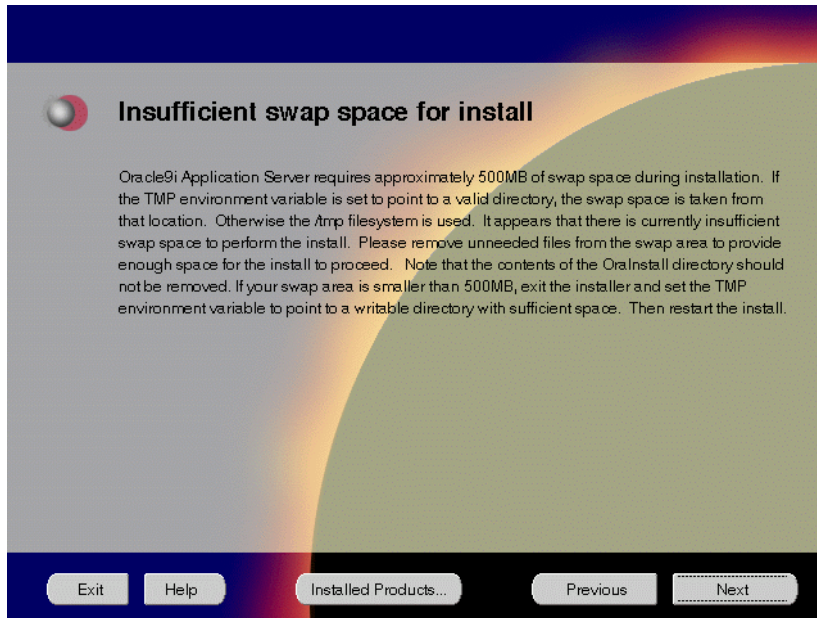 Insufficient swap space for install
Oracle9i Application Server requires approximately 500MB of swap space during installation. If
the TMP environment variable is set to point to a valid directory, the swap space is taken from
that location. Otherwise the /tmp filesystem is used. It appears that there is currently insufficient
swap space to perform the install. Please remove unneeded files from the swap area to provide
enough space for the install to proceed. Note that the contents of the OraInstall directory should
not be removed. If your swap area is smaller than 500MB, exit the installer and set the TMP
environment variable to point to a writable directory with sufficient space. Then restart the install.
Exit Help Installed Products... Previous Next